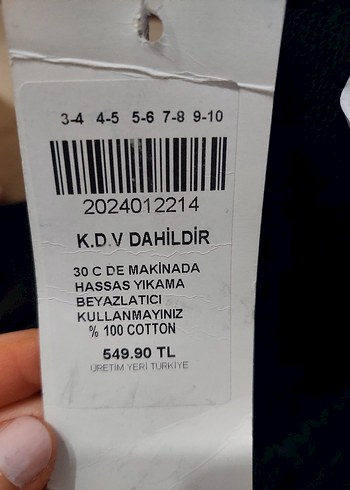 3-4 4-5 5-6 7-8 9-10
2024012214
K.D.V DAHİLDİR
30 C DE MAKİNADA
HASSAS YIKAMA
BEYAZLATICI
KULLANMAYINIZ
% 100 COTTON
549.90 TL
ÜRETİM YERİ TÜRKİYE